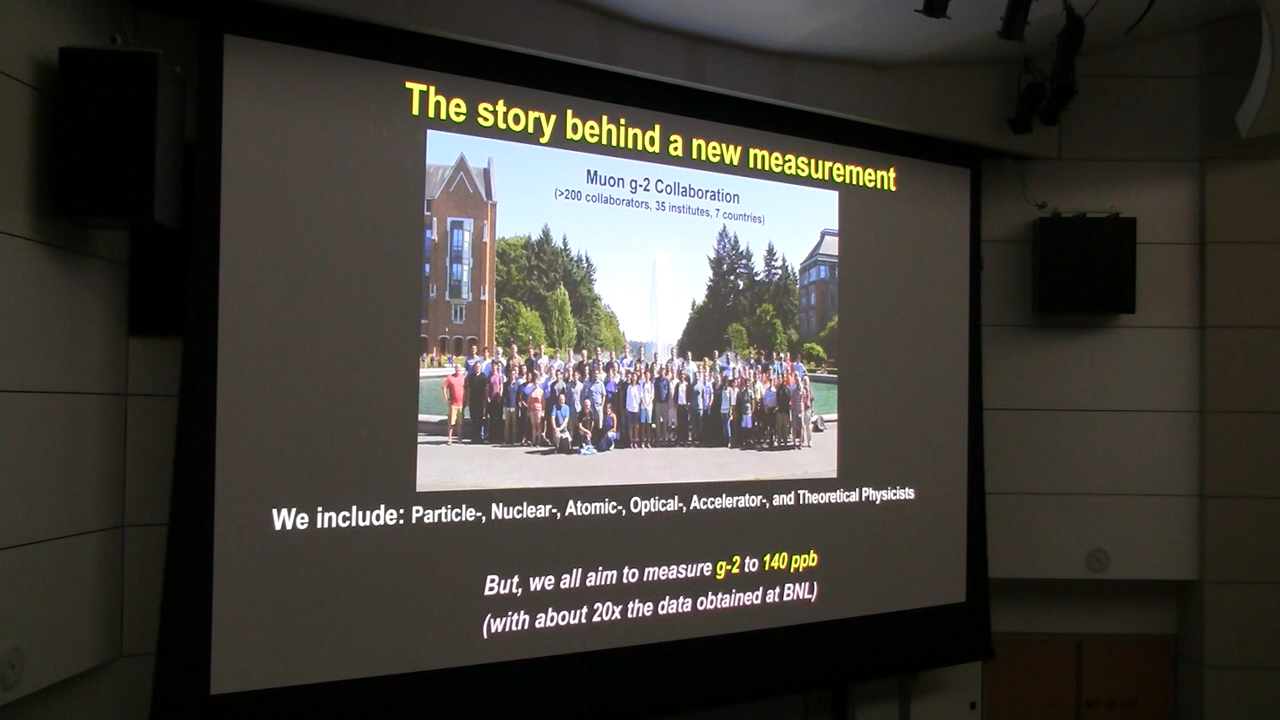 The story behind a new measurement
Muon g-2 Collaboration
(>200 collaborators, 35 institutes, 7 countries)
We include: Particle-, Nuclear-, Atomic-, Optical-, Accelerator-, and Theoretical Physicists
But, we all aim to measure g-2 to 140 ppb
(with about 20x the data obtained at BNL)